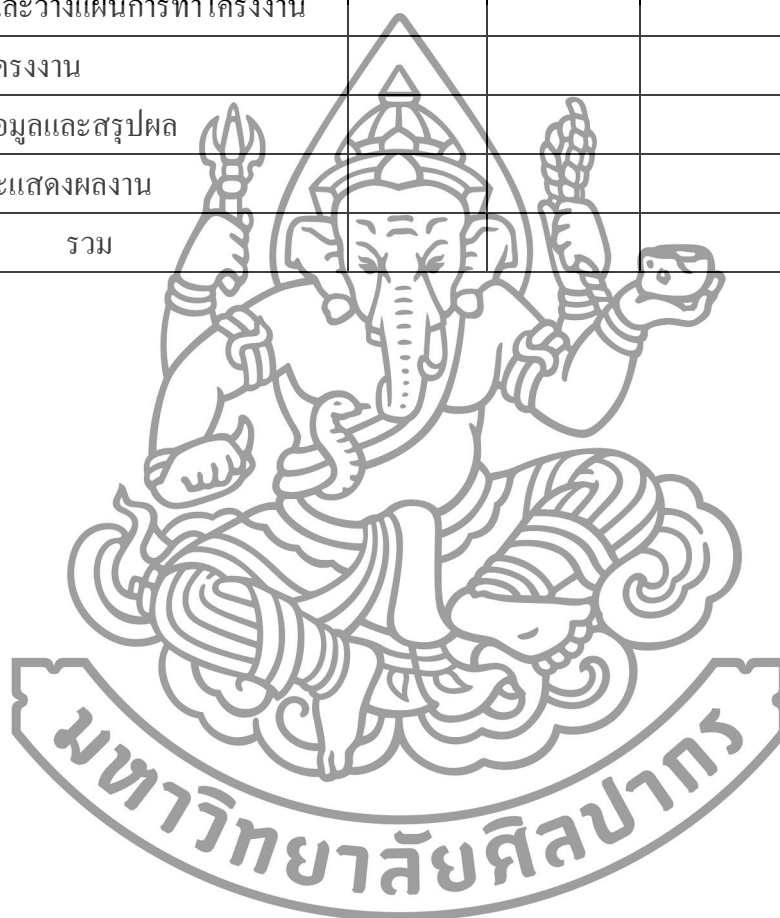 และวางแผนการทำโครงงาน
ครงงาน
อมูลและสรุปผล
ะแสดงผลงาน
รวม
มหาวิทยาลัยศิลปากร